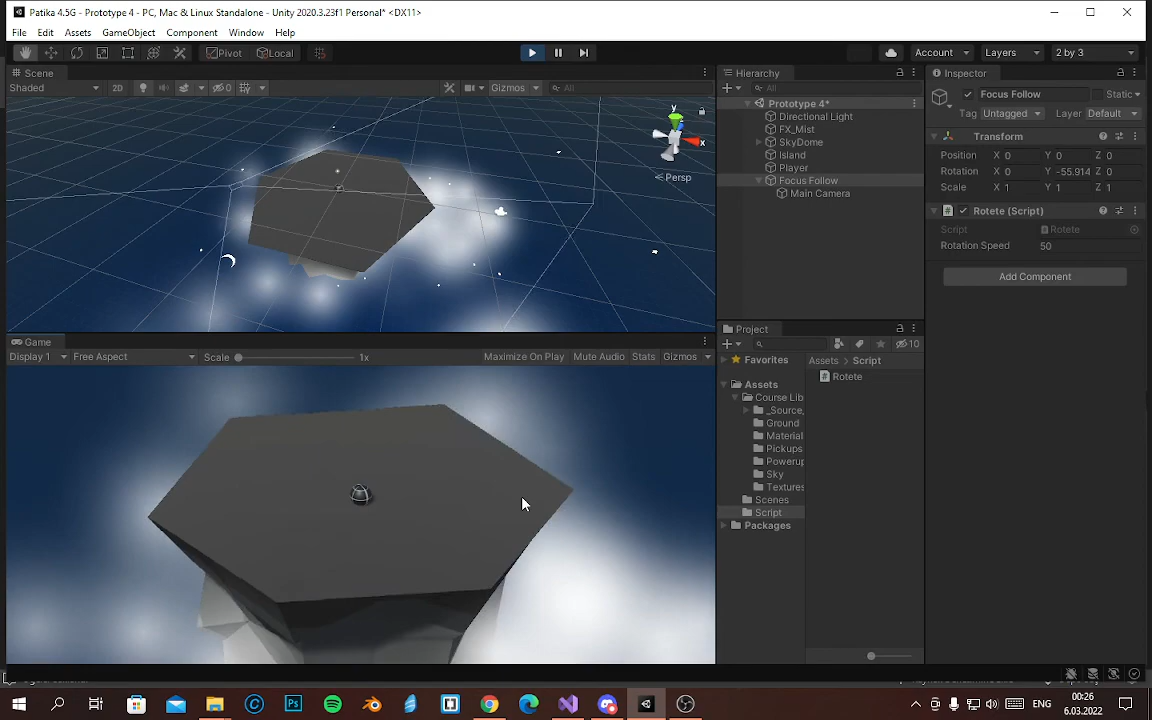 Patika 4.5G - Prototype 4 - PC, Mac & Linux Standalone - Unity 2020.3.23f1 Personal* <DX11>
File Edit Assets GameObject Component Window Help
Pivot Local Account Layers 2 by 3
Scene
Shaded 2D 0 Gizmos All
y
x
Persp
Game
Display 1 Free Aspect Scale 1x Maximize On Play Mute Audio Stats Gizmos
Hierarchy
All
Prototype 4*
Directional Light
FX_Mist
SkyDome
Island
Player
Focus Follow
Main Camera
Project
10
Favorites
Assets
Course Lib
_Source_
Ground
Material
Pickups
Powerup
Sky
Textures
Scenes
Script
Packages
Assets Script
Rotete
Inspector
Focus Follow Static
Tag Untagged Layer Default
Transform
Position X 0 Y 0 Z 0
Rotation X 0 Y -55.914 Z 0
Scale X 1 Y 1 Z 1
Rotete (Script)
Script Rotete
Rotation Speed 50
Add Component
ENG
00:26
6.03.2022